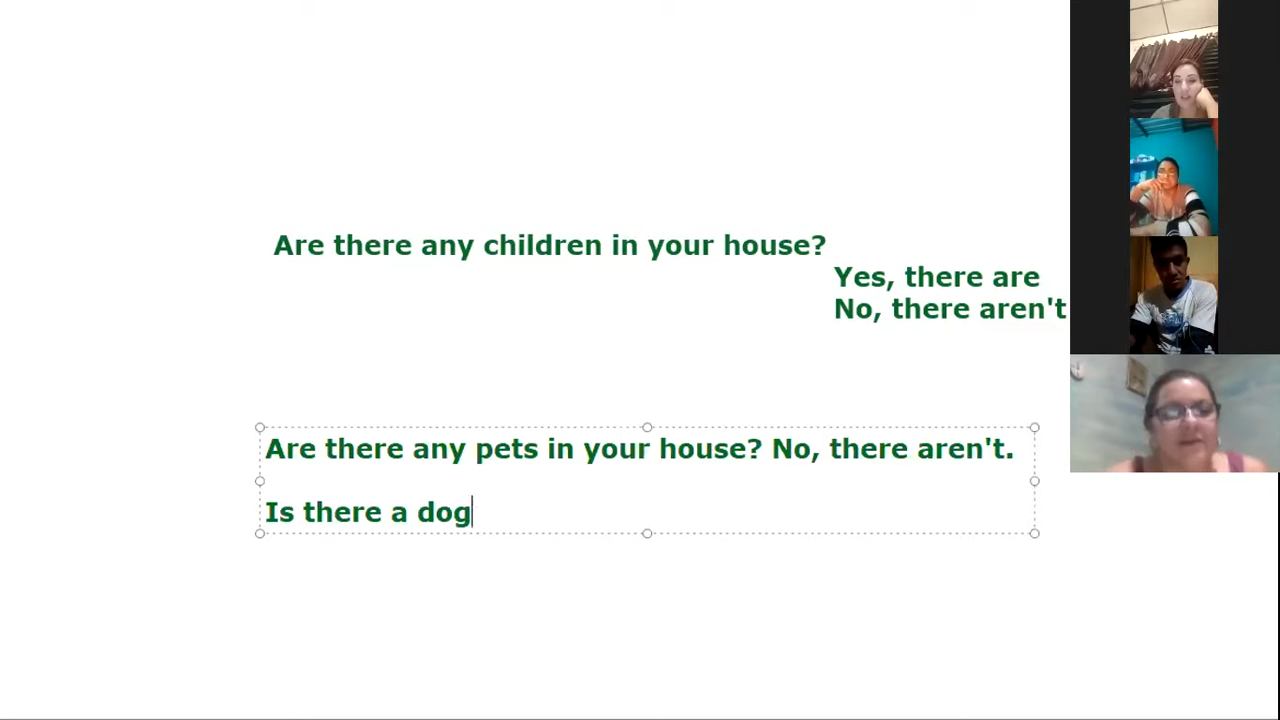 Are there any children in your house?
Yes, there are
No, there aren't
Are there any pets in your house? No, there aren't.
Is there a dog